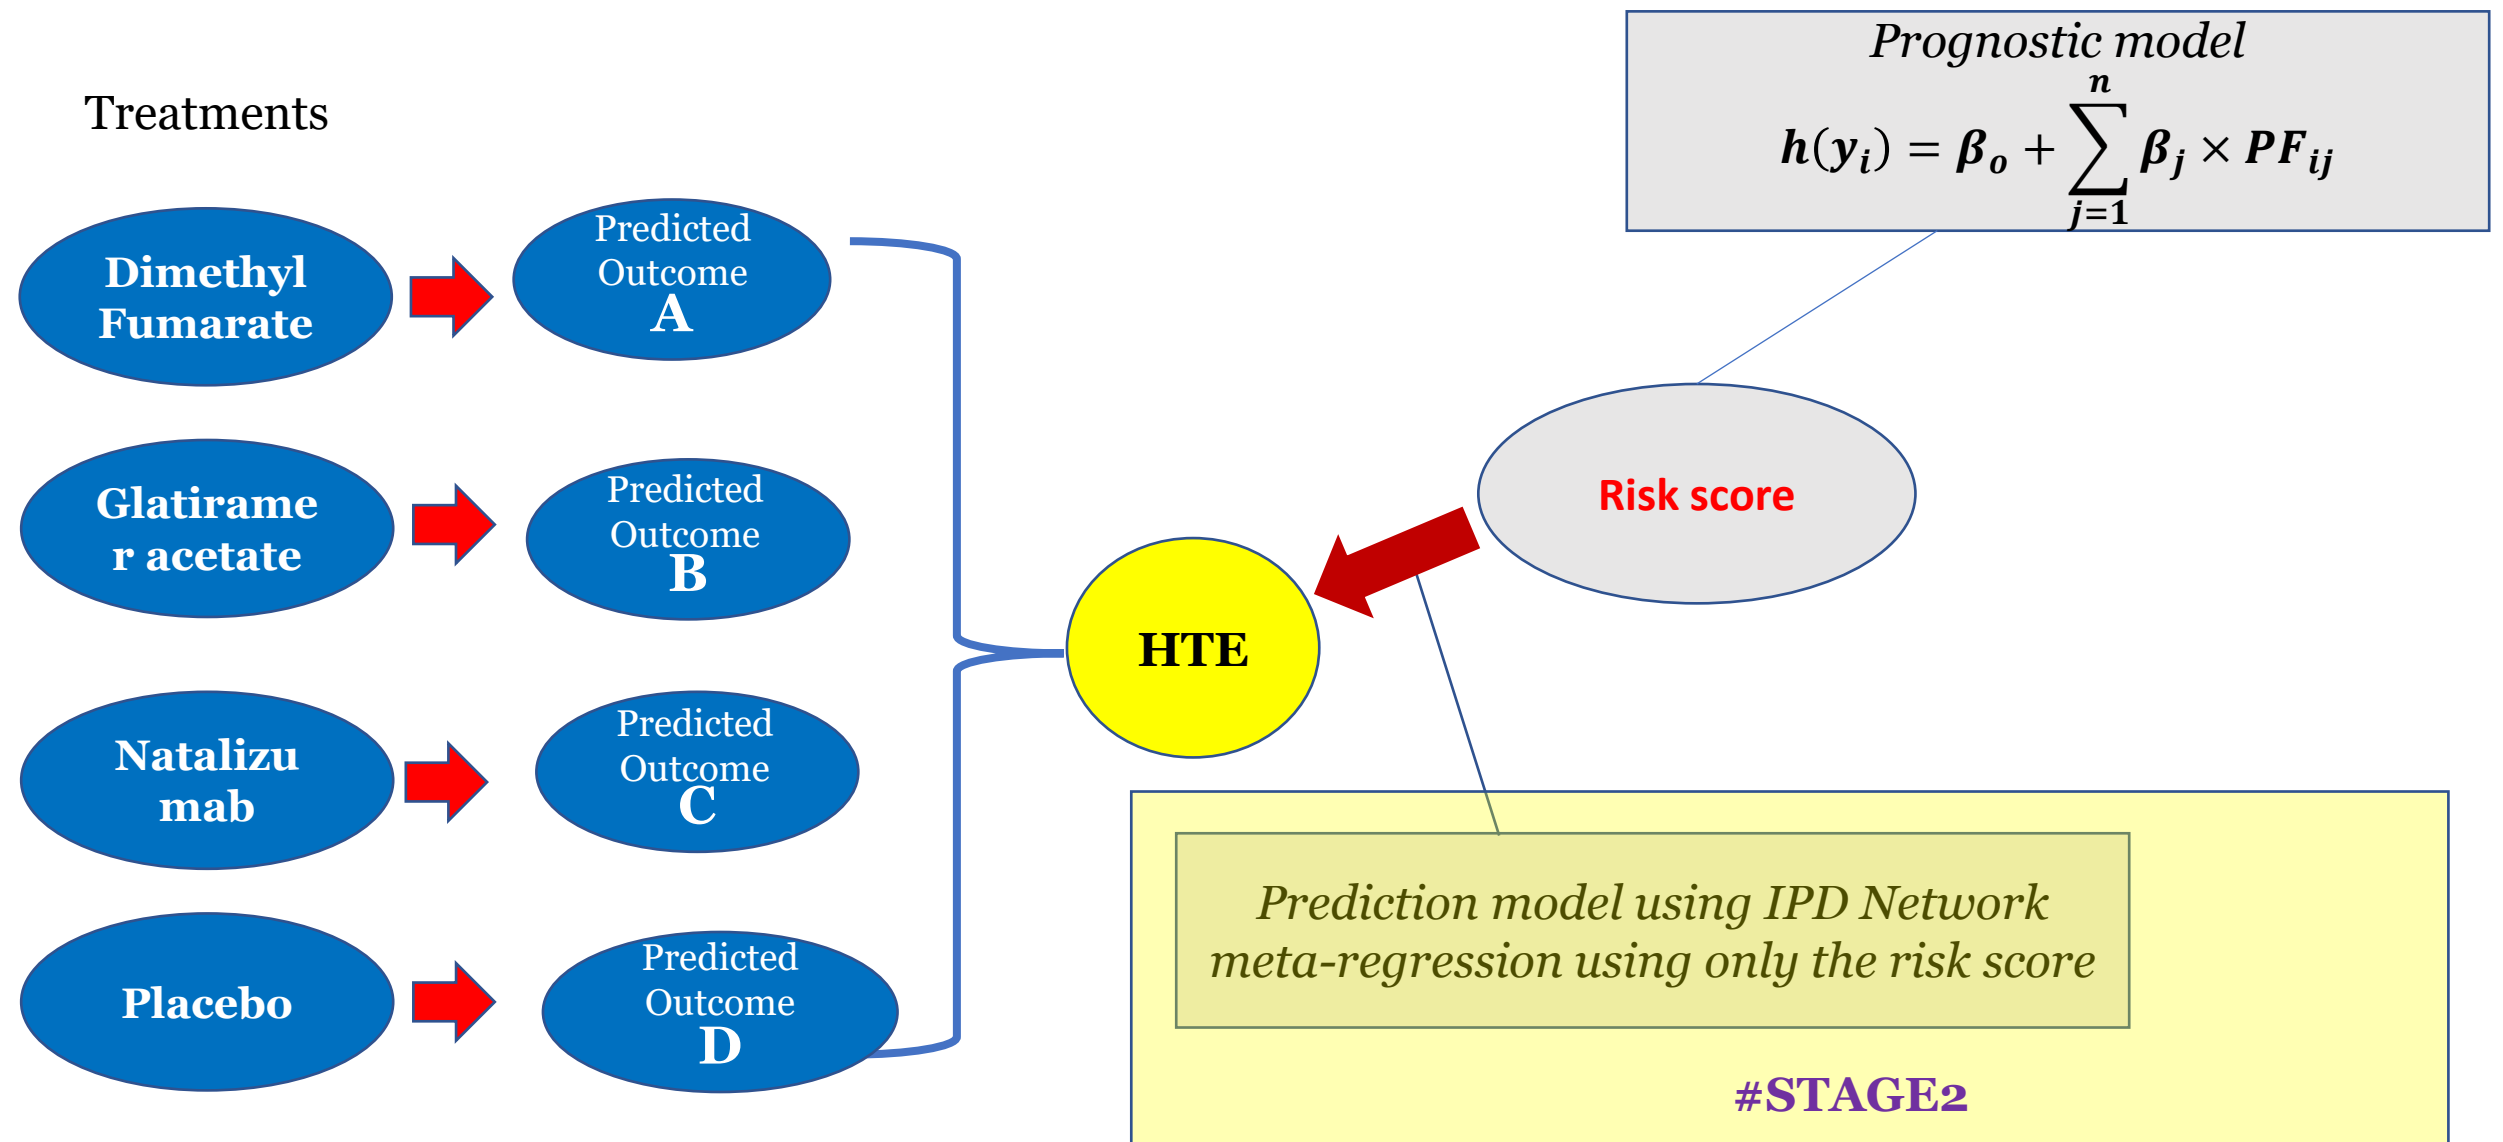 Treatments
Dimethyl
Fumarate
Predicted
Outcome
A
Glatirame
r acetate
Predicted
Outcome
B
Natalizu
mab
Predicted
Outcome
C
Placebo
Predicted
Outcome
D
HTE
Prognostic model
h(y_i) = β_o + ∑_{j=1}^{n} β_j × PF_{ij}
Risk score
Prediction model using IPD Network
meta-regression using only the risk score
#STAGE2